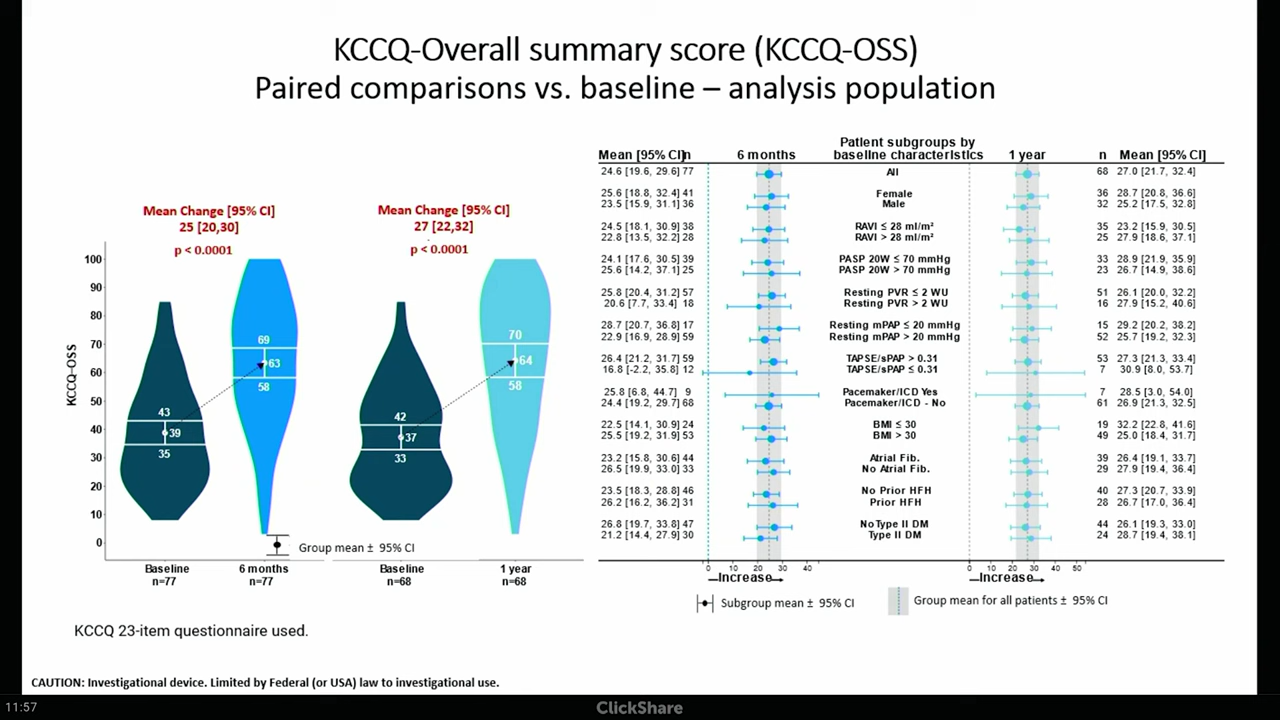 KCCQ-Overall summary score (KCCQ-OSS)
Paired comparisons vs. baseline – analysis population
Mean Change [95% CI]
25 [20,30]
p < 0.0001
Mean Change [95% CI]
27 [22,32]
p < 0.0001
KCCQ-OSS
100
90
80
70
60
50
40
30
20
10
0
43
39
35
69
63
58
42
37
33
70
64
58
Group mean ± 95% CI
Baseline
n=77
6 months
n=77
Baseline
n=68
1 year
n=68
Mean [95% CI] n 6 months Patient subgroups by baseline characteristics 1 year n Mean [95% CI]
24.6 [19.6, 29.6] 77 All 68 27.0 [21.7, 32.4]
25.6 [18.8, 32.4] 41 Female 36 28.7 [20.8, 36.6]
23.5 [15.9, 31.1] 36 Male 32 25.2 [17.5, 32.8]
24.5 [18.1, 30.9] 38 RAVI ≤ 28 ml/m² 35 23.2 [15.9, 30.5]
22.8 [13.5, 32.2] 28 RAVI > 28 ml/m² 25 27.9 [18.6, 37.1]
24.1 [17.6, 30.5] 39 PASP 20W ≤ 70 mmHg 33 28.9 [21.9, 35.9]
25.6 [14.2, 37.1] 25 PASP 20W > 70 mmHg 23 26.7 [14.9, 38.6]
25.8 [20.4, 31.2] 57 Resting PVR ≤ 2 WU 51 26.1 [20.0, 32.2]
20.6 [7.7, 33.4] 18 Resting PVR > 2 WU 16 27.9 [15.2, 40.6]
28.7 [20.7, 36.8] 17 Resting mPAP ≤ 20 mmHg 15 29.2 [20.2, 38.2]
22.9 [16.9, 28.9] 59 Resting mPAP > 20 mmHg 52 25.7 [19.2, 32.3]
26.4 [21.2, 31.7] 59 TAPSE/sPAP > 0.31 53 27.3 [21.3, 33.4]
16.8 [-2.2, 35.8] 12 TAPSE/sPAP ≤ 0.31 7 30.9 [8.0, 53.7]
25.8 [6.8, 44.7] 9 Pacemaker/ICD Yes 7 28.5 [3.0, 54.0]
24.4 [19.2, 29.7] 68 Pacemaker/ICD - No 61 26.9 [21.3, 32.5]
22.5 [14.1, 30.9] 24 BMI ≤ 30 19 32.2 [22.8, 41.6]
25.5 [19.2, 31.9] 53 BMI > 30 49 25.0 [18.4, 31.7]
23.2 [15.8, 30.6] 44 Atrial Fib. 39 26.4 [19.1, 33.7]
26.5 [19.9, 33.0] 33 No Atrial Fib. 29 27.9 [19.4, 36.4]
23.5 [18.3, 28.8] 46 No Prior HFH 40 27.3 [20.7, 33.9]
26.2 [16.2, 36.2] 31 Prior HFH 28 26.7 [17.0, 36.4]
26.8 [19.7, 33.8] 47 No Type II DM 44 26.1 [19.3, 33.0]
21.2 [14.4, 27.9] 30 Type II DM 24 28.7 [19.4, 38.1]
0 10 20 30 40 0 10 20 30 40 50
Increase Increase
Subgroup mean ± 95% CI Group mean for all patients ± 95% CI
KCCQ 23-item questionnaire used.
CAUTION: Investigational device. Limited by Federal (or USA) law to investigational use.
11:57 ClickShare